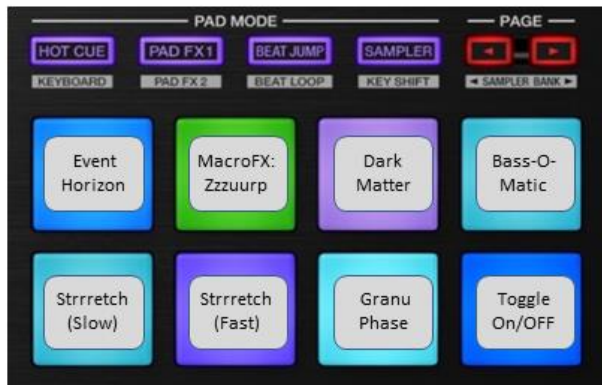 PAD MODE
PAGE
HOT CUE
PAD FX1
BEAT JUMP
SAMPLER
◄
►
KEYBOARD
PAD FX 2
BEAT LOOP
KEY SHIFT
◄ SAMPLER BANK ►
Event
Horizon
MacroFX:
Zzzuurp
Dark
Matter
Bass-O-
Matic
Strrretch
(Slow)
Strrretch
(Fast)
Granu
Phase
Toggle
On/OFF